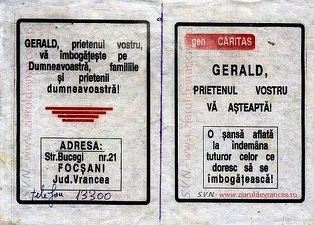 GERALD, prietenul vostru,
vă îmbogățește pe
Dumneavoastră, familiile
și prietenii
dumneavoastră!
ADRESA:
Str.Bucegi nr.21
FOCȘANI
Jud.Vrancea
telefon 13300
gen CARITAS
GERALD,
PRIETENUL VOSTRU
VĂ AȘTEAPTĂ!
O șansă aflată
la îndemâna
tuturor celor ce
doresc să se
îmbogățească!
S.V.N - www.ziaruldevrancea.ro